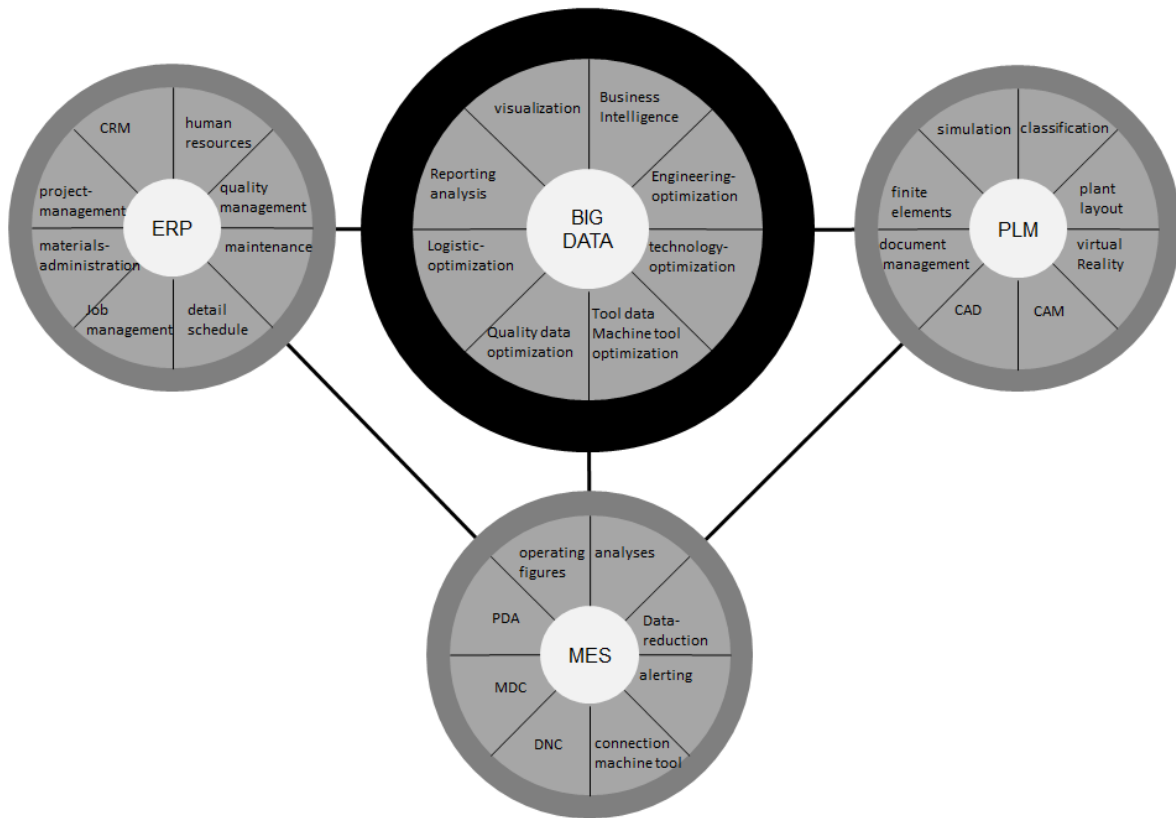 CRM
human
resources
quality
management
maintenance
detail
schedule
Job
management
materials-
administration
project-
management
ERP
visualization
Business
Intelligence
Engineering-
optimization
technology-
optimization
Tool data
Machine tool
optimization
Quality data
optimization
Logistic-
optimization
Reporting
analysis
BIG
DATA
simulation
classification
plant
layout
virtual
Reality
CAM
CAD
document
management
finite
elements
PLM
operating
figures
analyses
Data-
reduction
alerting
connection
machine tool
DNC
MDC
PDA
MES